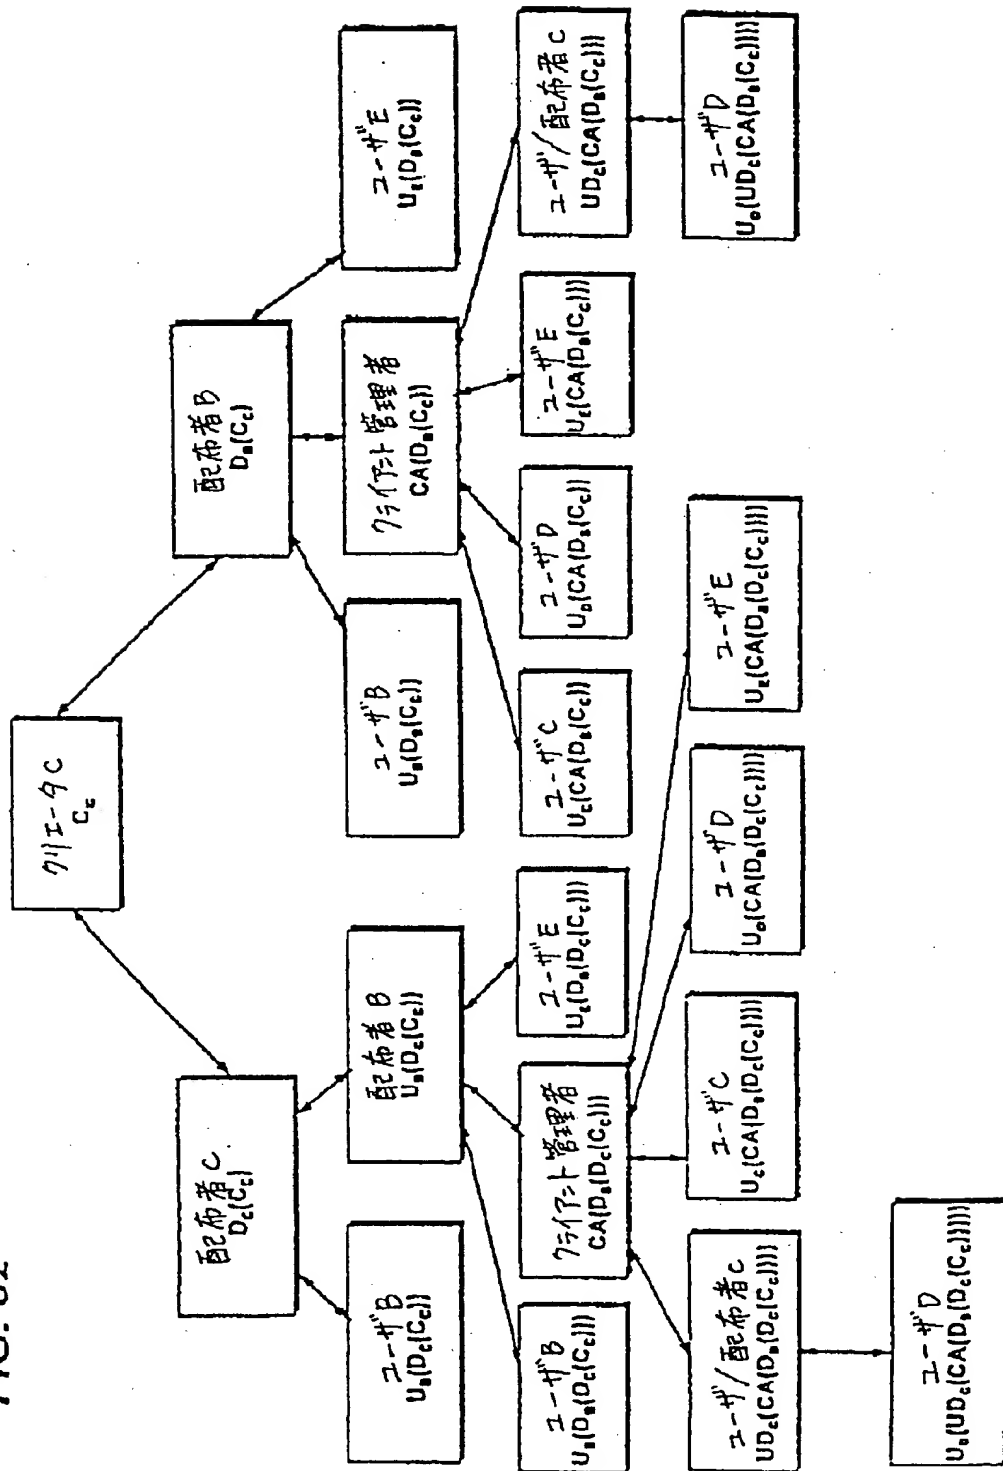 FIG. 82
クリエータC
CC
配布者C
DC(CC)
配布者B
DB(CC)
ユーザB
UB(DC(CC))
配布者B
UB(DC(CC))
ユーザB
UB(DB(CC))
クライアント管理者
CA(DB(CC))
ユーザE
UE(DB(CC))
ユーザB
UB(DB(DC(CC)))
クライアント管理者
CA(DB(DC(CC)))
ユーザE
UE(DB(DC(CC)))
ユーザC
UC(CA(DB(CC))
ユーザD
UD(CA(DB(CC))
ユーザE
UE(CA(DB(CC)))
ユーザ/配布者C
UDC(CA(DB(CC)))
ユーザ/配布者C
UDC(CA(DB(DC(CC))))
ユーザC
UC(CA(DB(DC(CC))))
ユーザD
UD(CA(DB(DC(CC))))
ユーザE
UE(CA(DB(DC(CC))))
ユーザD
UD(UDC(CA(DB(CC))))
ユーザD
UB(UDC(CA(DB(DC(CC)))))